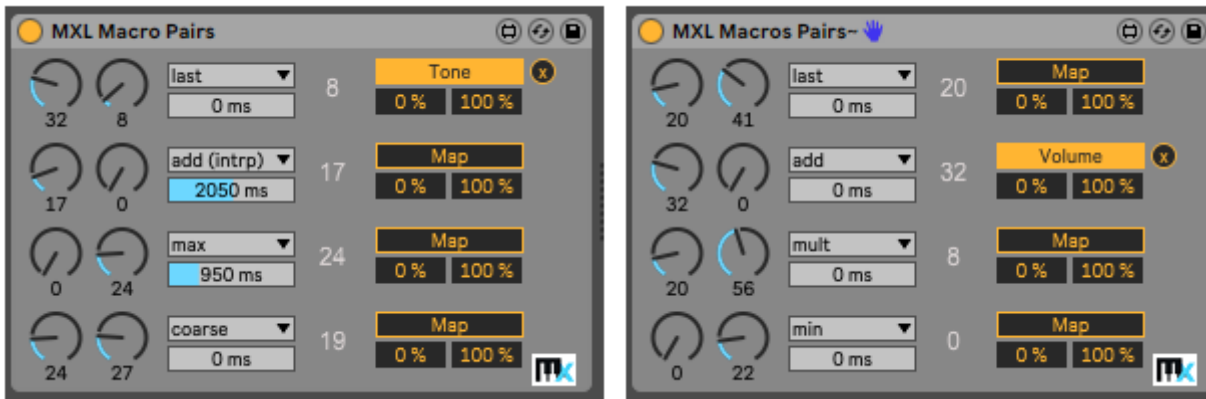 MXL Macro Pairs
last
8
Tone
x
0 ms
0 % 100 %
32 8
add (intrp)
17
Map
2050 ms
0 % 100 %
17 0
max
24
Map
950 ms
0 % 100 %
0 24
coarse
19
Map
0 ms
0 % 100 %
24 27
mx
MXL Macros Pairs~
last
20
Map
0 ms
0 % 100 %
20 41
add
32
Volume
x
0 ms
0 % 100 %
32 0
mult
8
Map
0 ms
0 % 100 %
20 56
min
0
Map
0 ms
0 % 100 %
0 22
mx